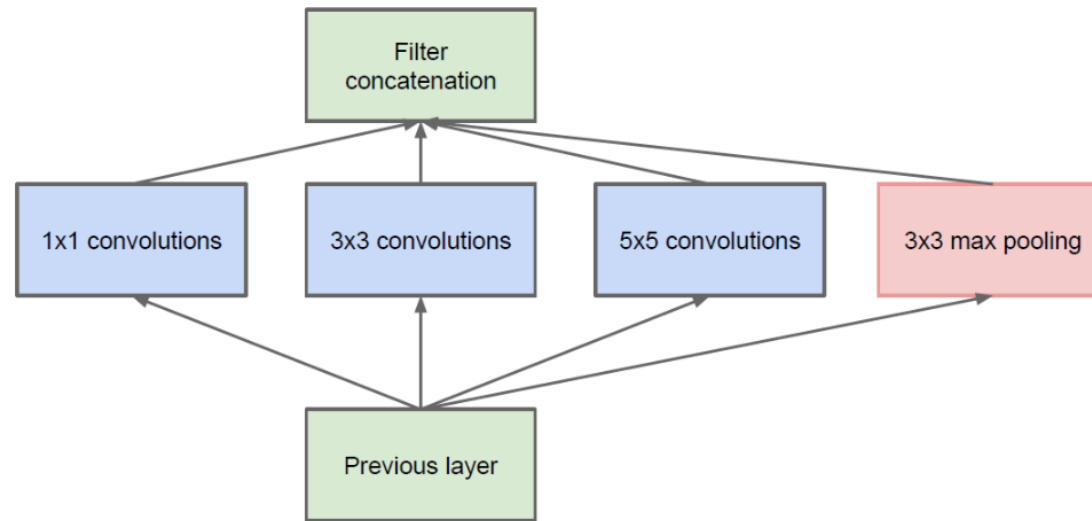 Filter
concatenation
1x1 convolutions
3x3 convolutions
5x5 convolutions
3x3 max pooling
Previous layer